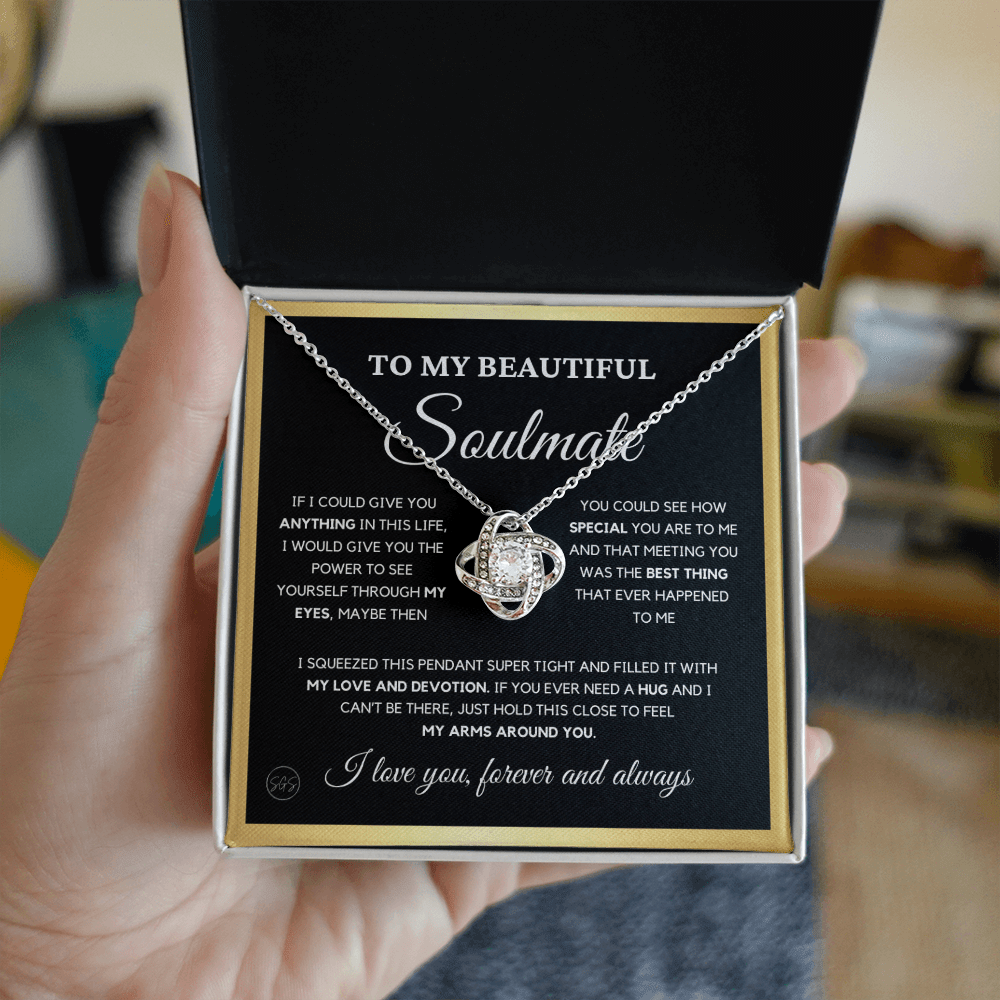 TO MY BEAUTIFUL
Soulmate
IF I COULD GIVE YOU
ANYTHING IN THIS LIFE,
I WOULD GIVE YOU THE
POWER TO SEE
YOURSELF THROUGH MY
EYES, MAYBE THEN
YOU COULD SEE HOW
SPECIAL YOU ARE TO ME
AND THAT MEETING YOU
WAS THE BEST THING
THAT EVER HAPPENED
TO ME
I SQUEEZED THIS PENDANT SUPER TIGHT AND FILLED IT WITH
MY LOVE AND DEVOTION. IF YOU EVER NEED A HUG AND I
CAN'T BE THERE, JUST HOLD THIS CLOSE TO FEEL
MY ARMS AROUND YOU.
I love you, forever and always
SGS